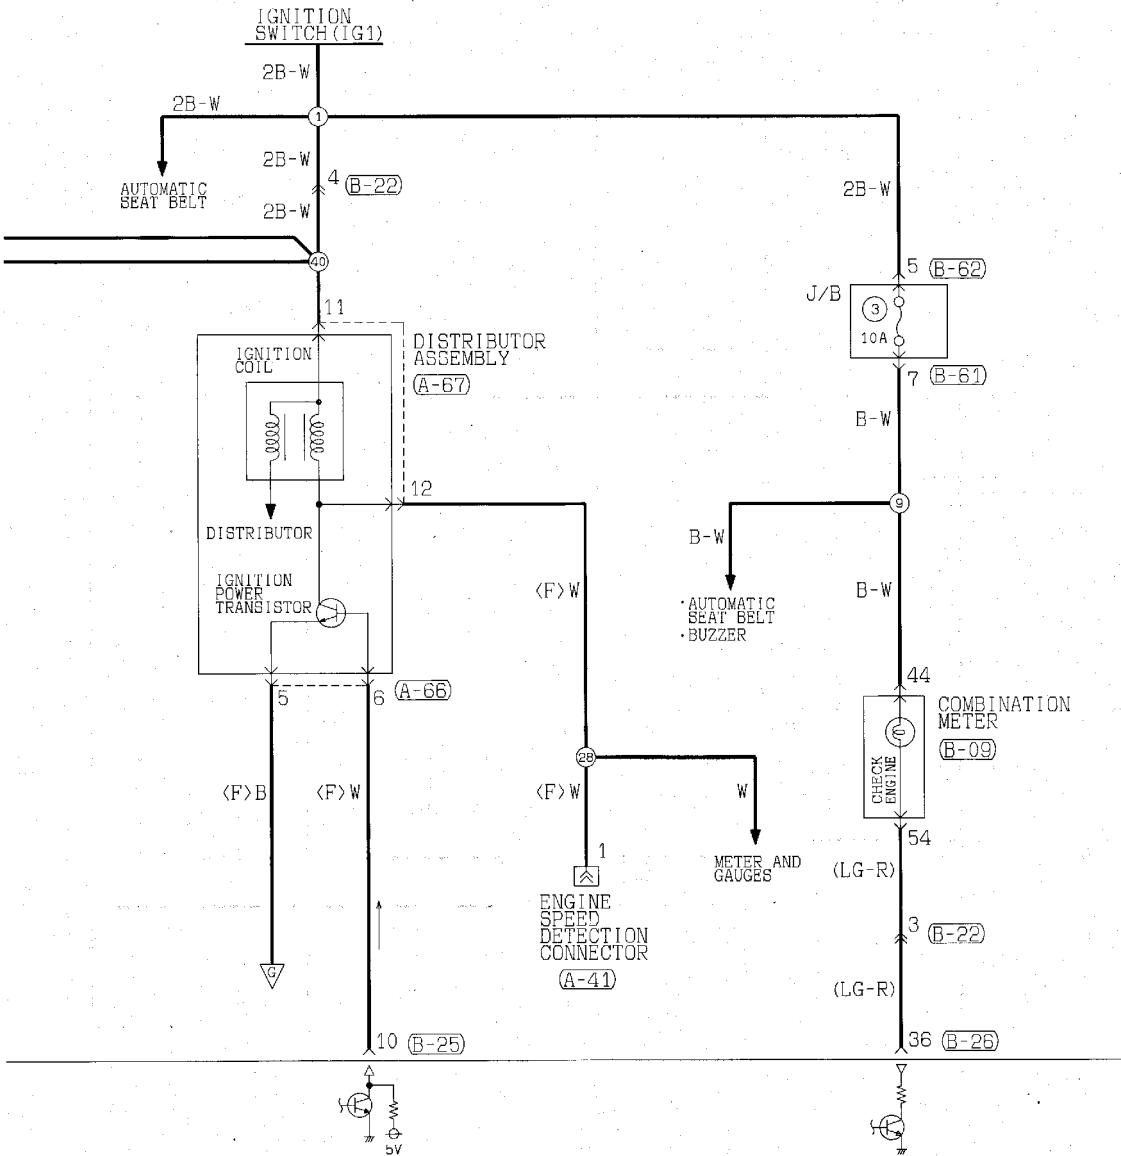 IGNITION
SWITCH(IG1)
2B-W
2B-W
1
2B-W
4 (B-22)
AUTOMATIC
SEAT BELT
2B-W
2B-W
40
5 (B-62)
J/B
3
10A
11
DISTRIBUTOR
ASSEMBLY
(A-67)
IGNITION
COIL
7 (B-61)
B-W
12
9
DISTRIBUTOR
B-W
IGNITION
POWER
TRANSISTOR
<F>W
B-W
·AUTOMATIC
SEAT BELT
·BUZZER
5
6 (A-66)
44
COMBINATION
METER
(B-09)
CHECK
ENGINE
28
<F>B
<F>W
<F>W
W
54
1
METER AND
GAUGES
(LG-R)
ENGINE
SPEED
DETECTION
CONNECTOR
(A-41)
3 (B-22)
G
(LG-R)
10 (B-25)
36 (B-26)
5V